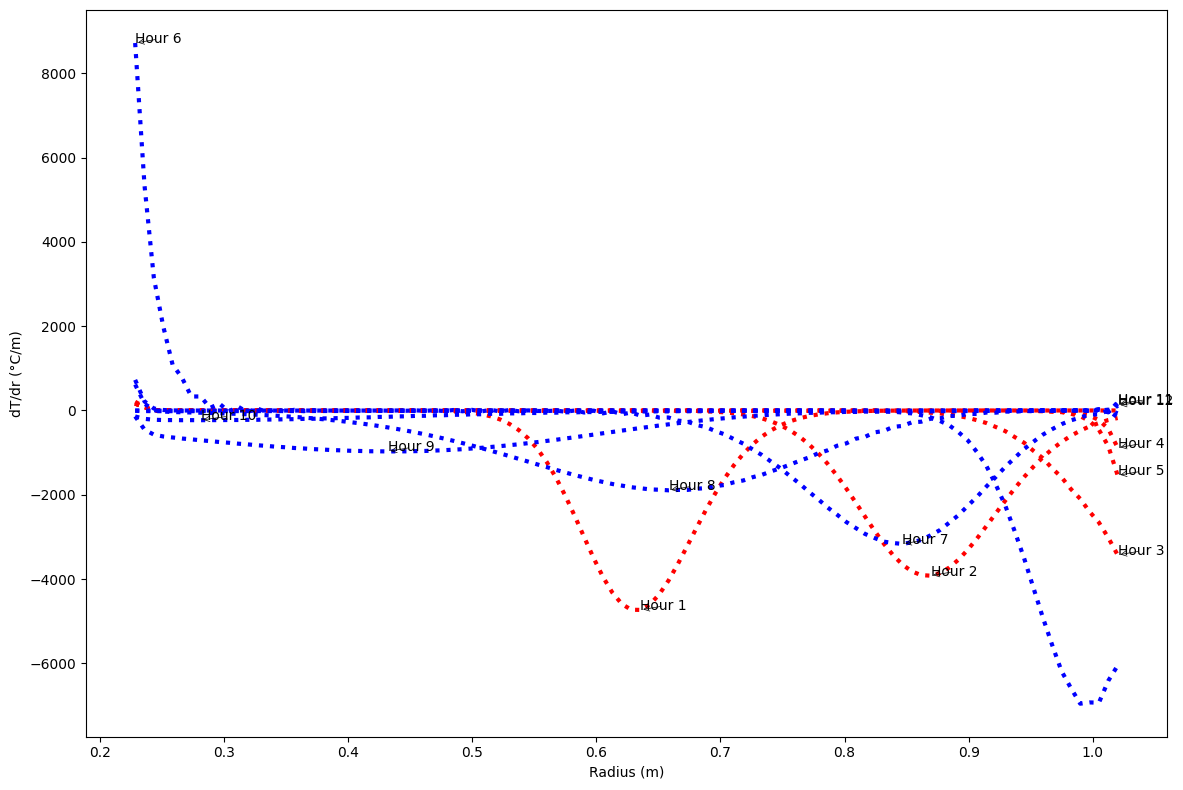 Hour 6
8000
6000
4000
2000
0
−2000
−4000
−6000
dT/dr (°C/m)
Hour 10
Hour 9
Hour 8
Hour 1
Hour 7
Hour 2
Hour 12
Hour 4
Hour 5
Hour 3
0.2
0.3
0.4
0.5
0.6
0.7
0.8
0.9
1.0
Radius (m)